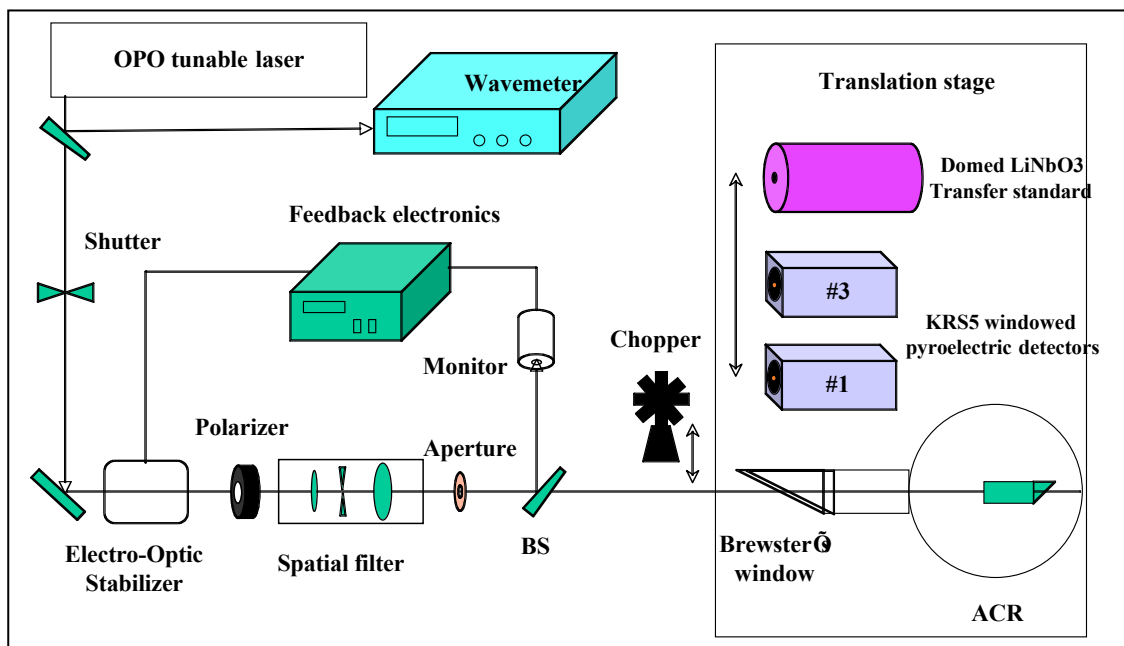 OPO tunable laser
Wavemeter
Translation stage
Domed LiNbO3
Transfer standard
Feedback electronics
Shutter
#3
Chopper
KRS5 windowed
pyroelectric detectors
Monitor
#1
Polarizer
Aperture
Electro-Optic
Stabilizer
Spatial filter
BS
Brewster
window
ACR